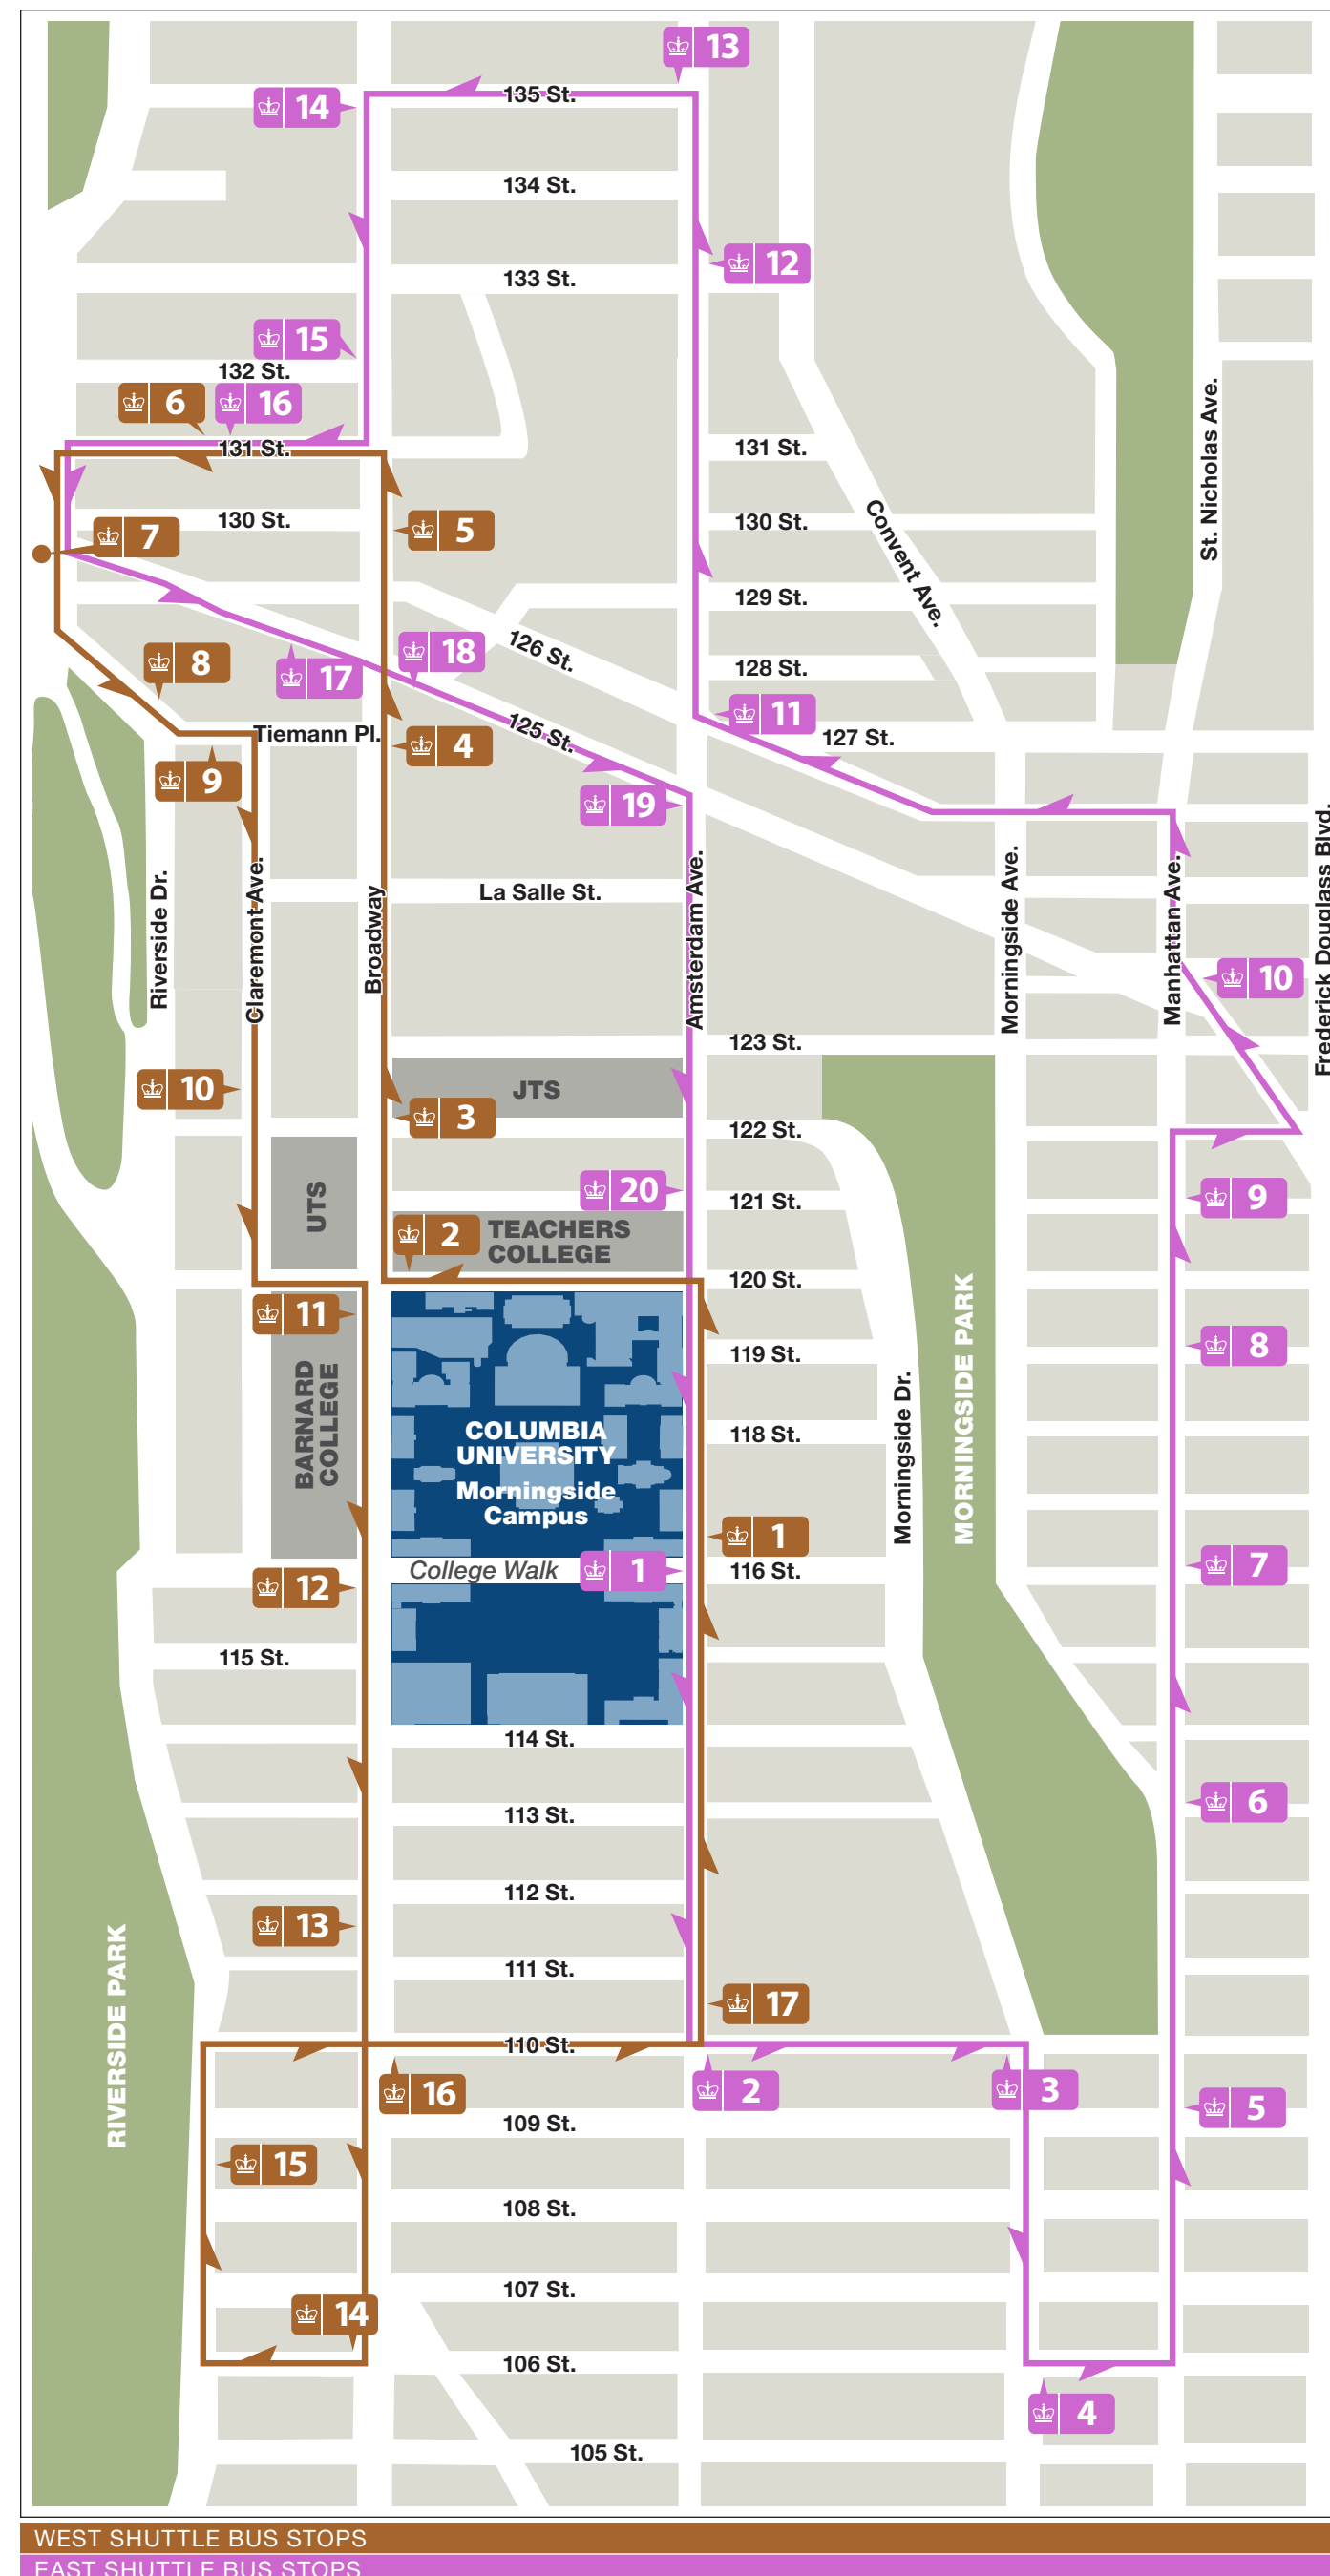 13
135 St.
14
134 St.
12
133 St.
15
132 St.
6
16
131 St.
131 St.
St. Nicholas Ave.
130 St.
7
5
130 St.
Convent Ave.
129 St.
8
17
18
126 St.
128 St.
11
Tiemann Pl.
4
125 St.
127 St.
9
19
Riverside Dr.
Claremont Ave.
Broadway
La Salle St.
Amsterdam Ave.
Morningside Ave.
Manhattan Ave.
Frederick Douglass Blvd.
10
123 St.
10
JTS
3
122 St.
UTS
20
121 St.
9
2
TEACHERS
COLLEGE
120 St.
11
8
119 St.
BARNARD
COLLEGE
COLUMBIA
UNIVERSITY
Morningside
Campus
118 St.
Morningside Dr.
MORNINGSIDE PARK
1
College Walk
1
116 St.
7
12
115 St.
114 St.
6
113 St.
112 St.
13
111 St.
17
RIVERSIDE PARK
110 St.
16
2
3
5
109 St.
15
108 St.
107 St.
14
106 St.
4
105 St.
WEST SHUTTLE BUS STOPS
EAST SHUTTLE BUS STOPS